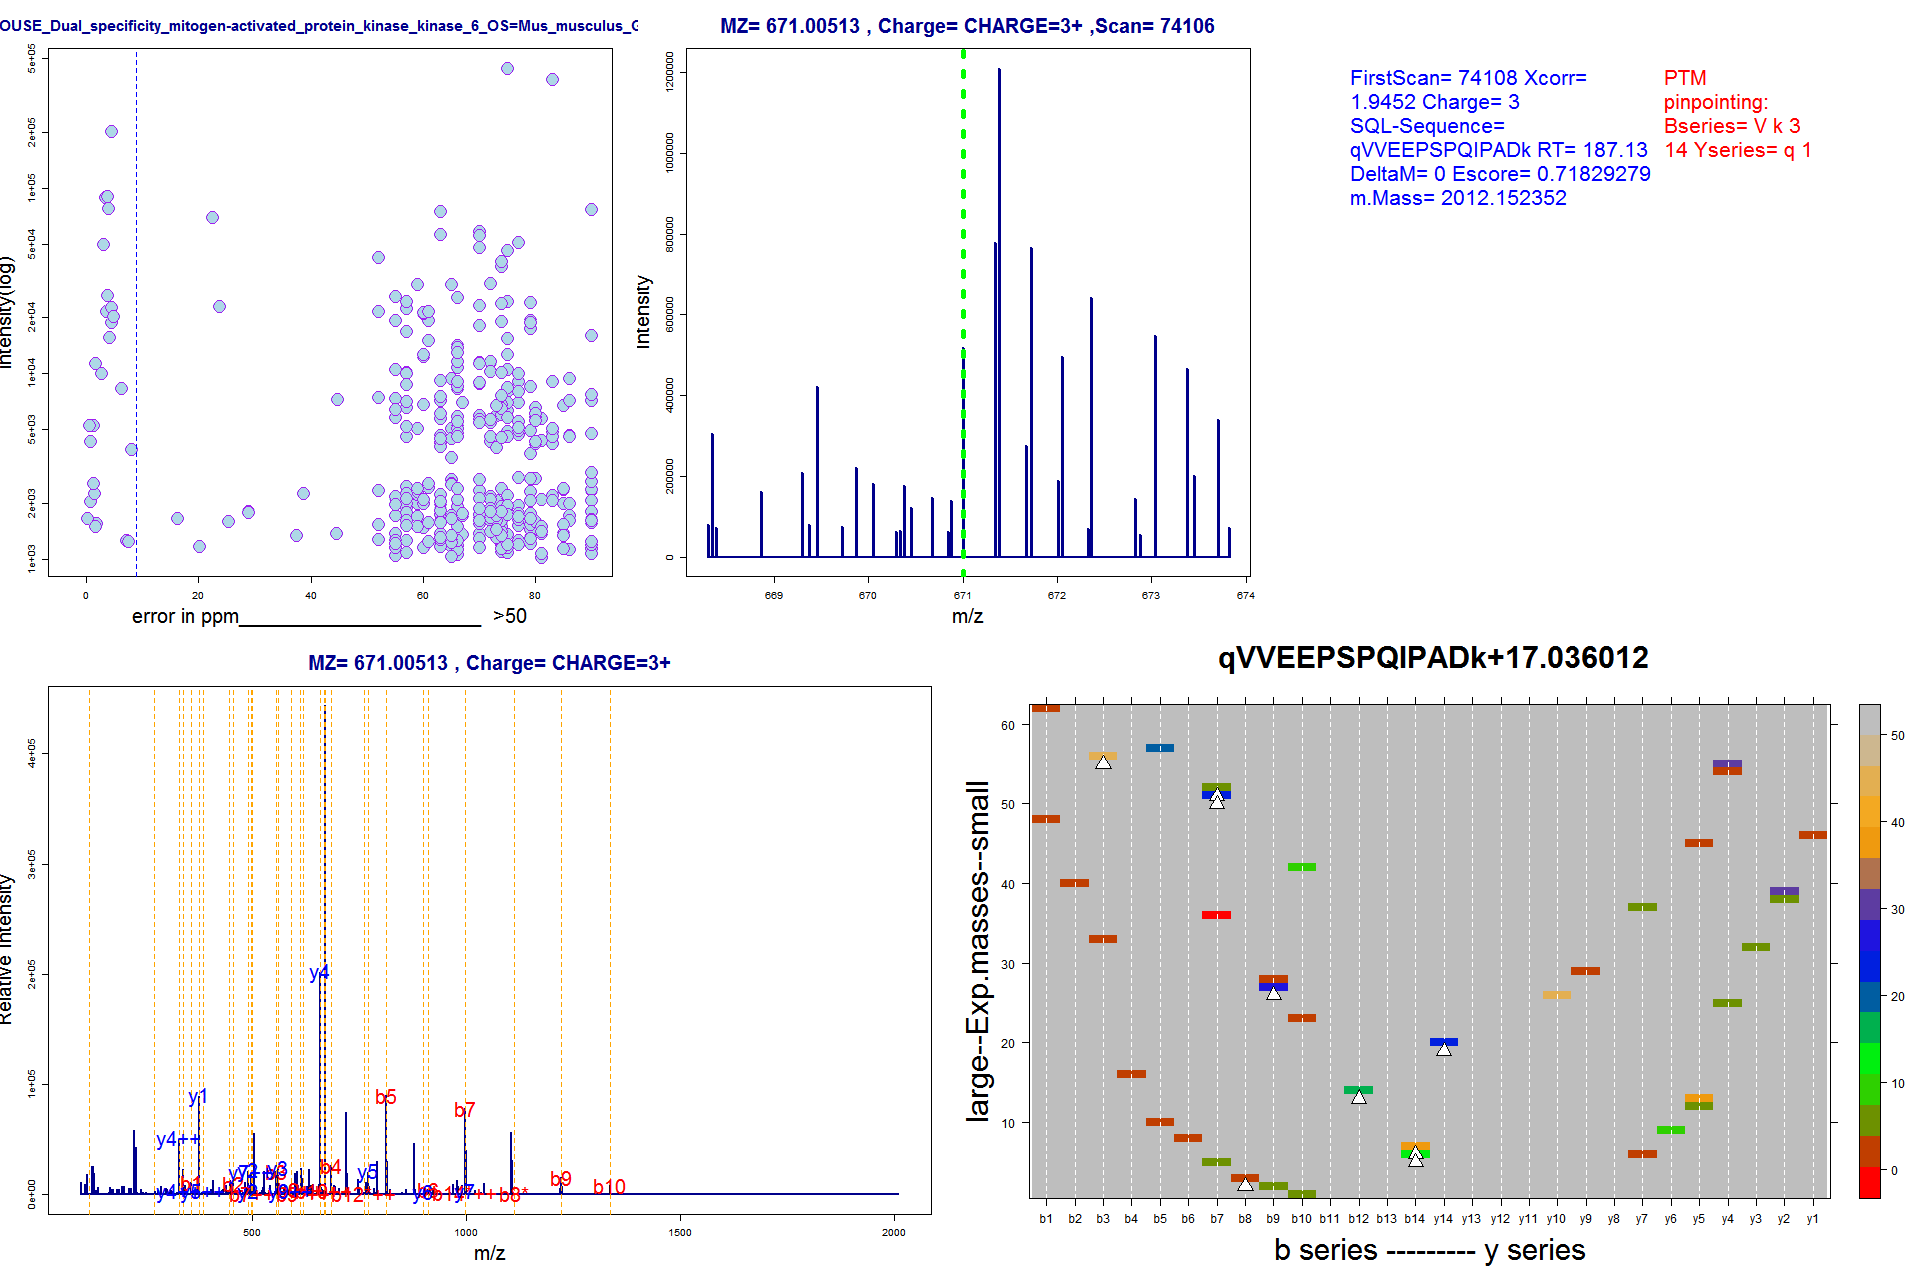 OUSE_Dual_specificity_mitogen-activated_protein_kinase_kinase_6_OS=Mus_musculus_G
MZ= 671.00513 , Charge= CHARGE=3+ ,Scan= 74106
FirstScan= 74108 Xcorr=
1.9452 Charge= 3
SQL-Sequence=
qVVEEPSPQIPADk RT= 187.13
DeltaM= 0 Escore= 0.71829279
m.Mass= 2012.152352
PTM
pinpointing:
Bseries= V k 3
14 Yseries= q 1
Intensity(log)
5e+05
2e+05
1e+05
5e+04
2e+04
1e+04
5e+03
2e+03
1e+03
0 20 40 60 80
error in ppm______________________ >50
Intensity
1200000
1000000
800000
600000
400000
200000
0
669 670 671 672 673 674
m/z
MZ= 671.00513 , Charge= CHARGE=3+
Relative Intensity
4e+05
3e+05
2e+05
1e+05
0e+00
y4
y1
b5
b7
y4++
b4
y5
b9
b10
500 1000 1500 2000
m/z
qVVEEPSPQIPADk+17.036012
large--Exp.masses--small
60
50
40
30
20
10
b1 b2 b3 b4 b5 b6 b7 b8 b9 b10 b11 b12 b13 b14 y14 y13 y12 y11 y10 y9 y8 y7 y6 y5 y4 y3 y2 y1
b series --------- y series
50
40
30
20
10
0